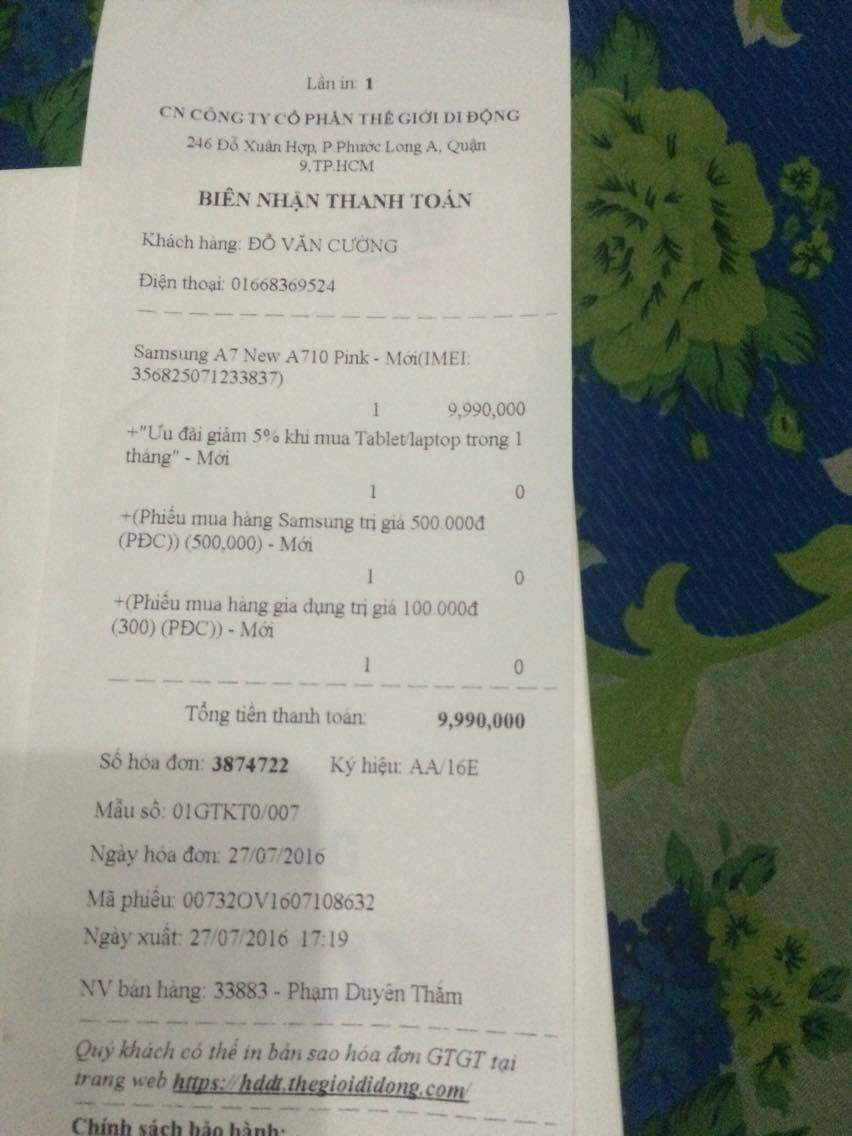 Lần in: 1
CN CÔNG TY CỔ PHẦN THẾ GIỚI DI ĐỘNG
246 Đỗ Xuân Hợp, P.Phước Long A, Quận
9,TP.HCM
BIÊN NHẬN THANH TOÁN
Khách hàng: ĐỖ VĂN CƯỜNG
Điện thoại: 01668369524
Samsung A7 New A710 Pink - Mới(IMEI:
356825071233837)
1 9,990,000
+"Ưu đãi giảm 5% khi mua Tablet/laptop trong 1
tháng" - Mới
1 0
+(Phiếu mua hàng Samsung trị giá 500.000đ
(PĐC)) (500,000) - Mới
1 0
+(Phiếu mua hàng gia dụng trị giá 100.000đ
(300) (PĐC)) - Mới
1 0
Tổng tiền thanh toán: 9,990,000
Số hóa đơn: 3874722 Ký hiệu: AA/16E
Mẫu số: 01GTKT0/007
Ngày hóa đơn: 27/07/2016
Mã phiếu: 00732OV1607108632
Ngày xuất: 27/07/2016 17:19
NV bán hàng: 33883 - Phạm Duyên Thắm
Quý khách có thể in bản sao hóa đơn GTGT tại
trang web https://hddt.thegioididong.com/
Chính sách bảo hành: